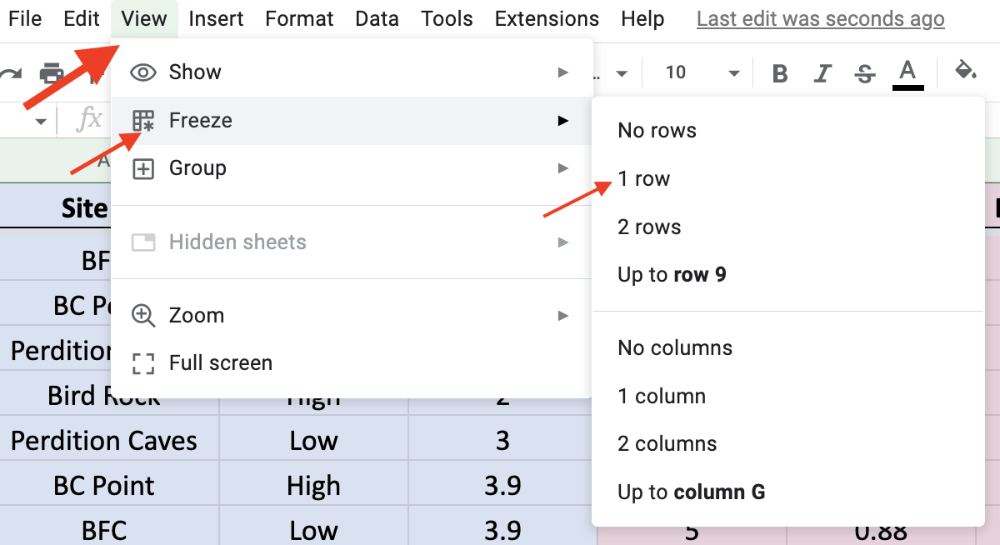 File Edit View Insert Format Data Tools Extensions Help Last edit was seconds ago
Show
10 B I S A
fx Freeze
No rows
A
Group
1 row
Site
2 rows
Hidden sheets
BF
Up to row 9
BC Po
Zoom
Perdition
No columns
Full screen
Bird Rock High 2
1 column
Perdition Caves Low 3
2 columns
BC Point High 3.9
Up to column G
BFC Low 3.9 5 0.88